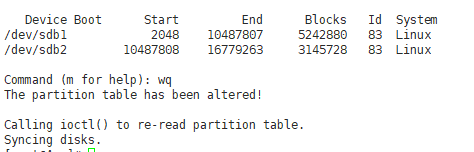 Device Boot Start End Blocks Id System
/dev/sdb1 2048 10487807 5242880 83 Linux
/dev/sdb2 10487808 16779263 3145728 83 Linux
Command (m for help): wq
The partition table has been altered!
Calling ioctl() to re-read partition table.
Syncing disks.